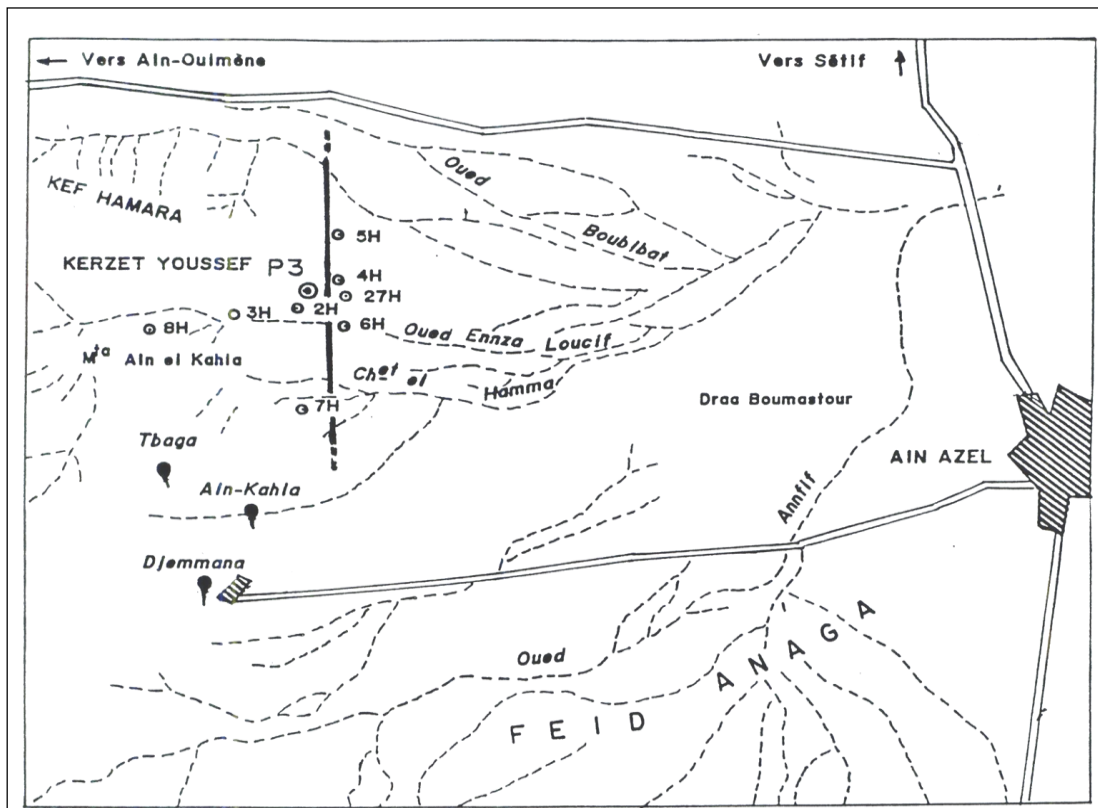 ← Vers Ain-Oulmène
Vers Sétif ↑
Oued
KEF HAMARA
Boublbat
5H
KERZET YOUSSEF P3
4H
27H
3H
2H
8H
6H
Oued Ennza Loucif
Mta Ain el Kahla
Chet el
Hamma
7H
Draa Boumastour
Tbaga
AIN AZEL
Ain-Kahla
Annfif
Djemmana
Oued
FEID ANAGA